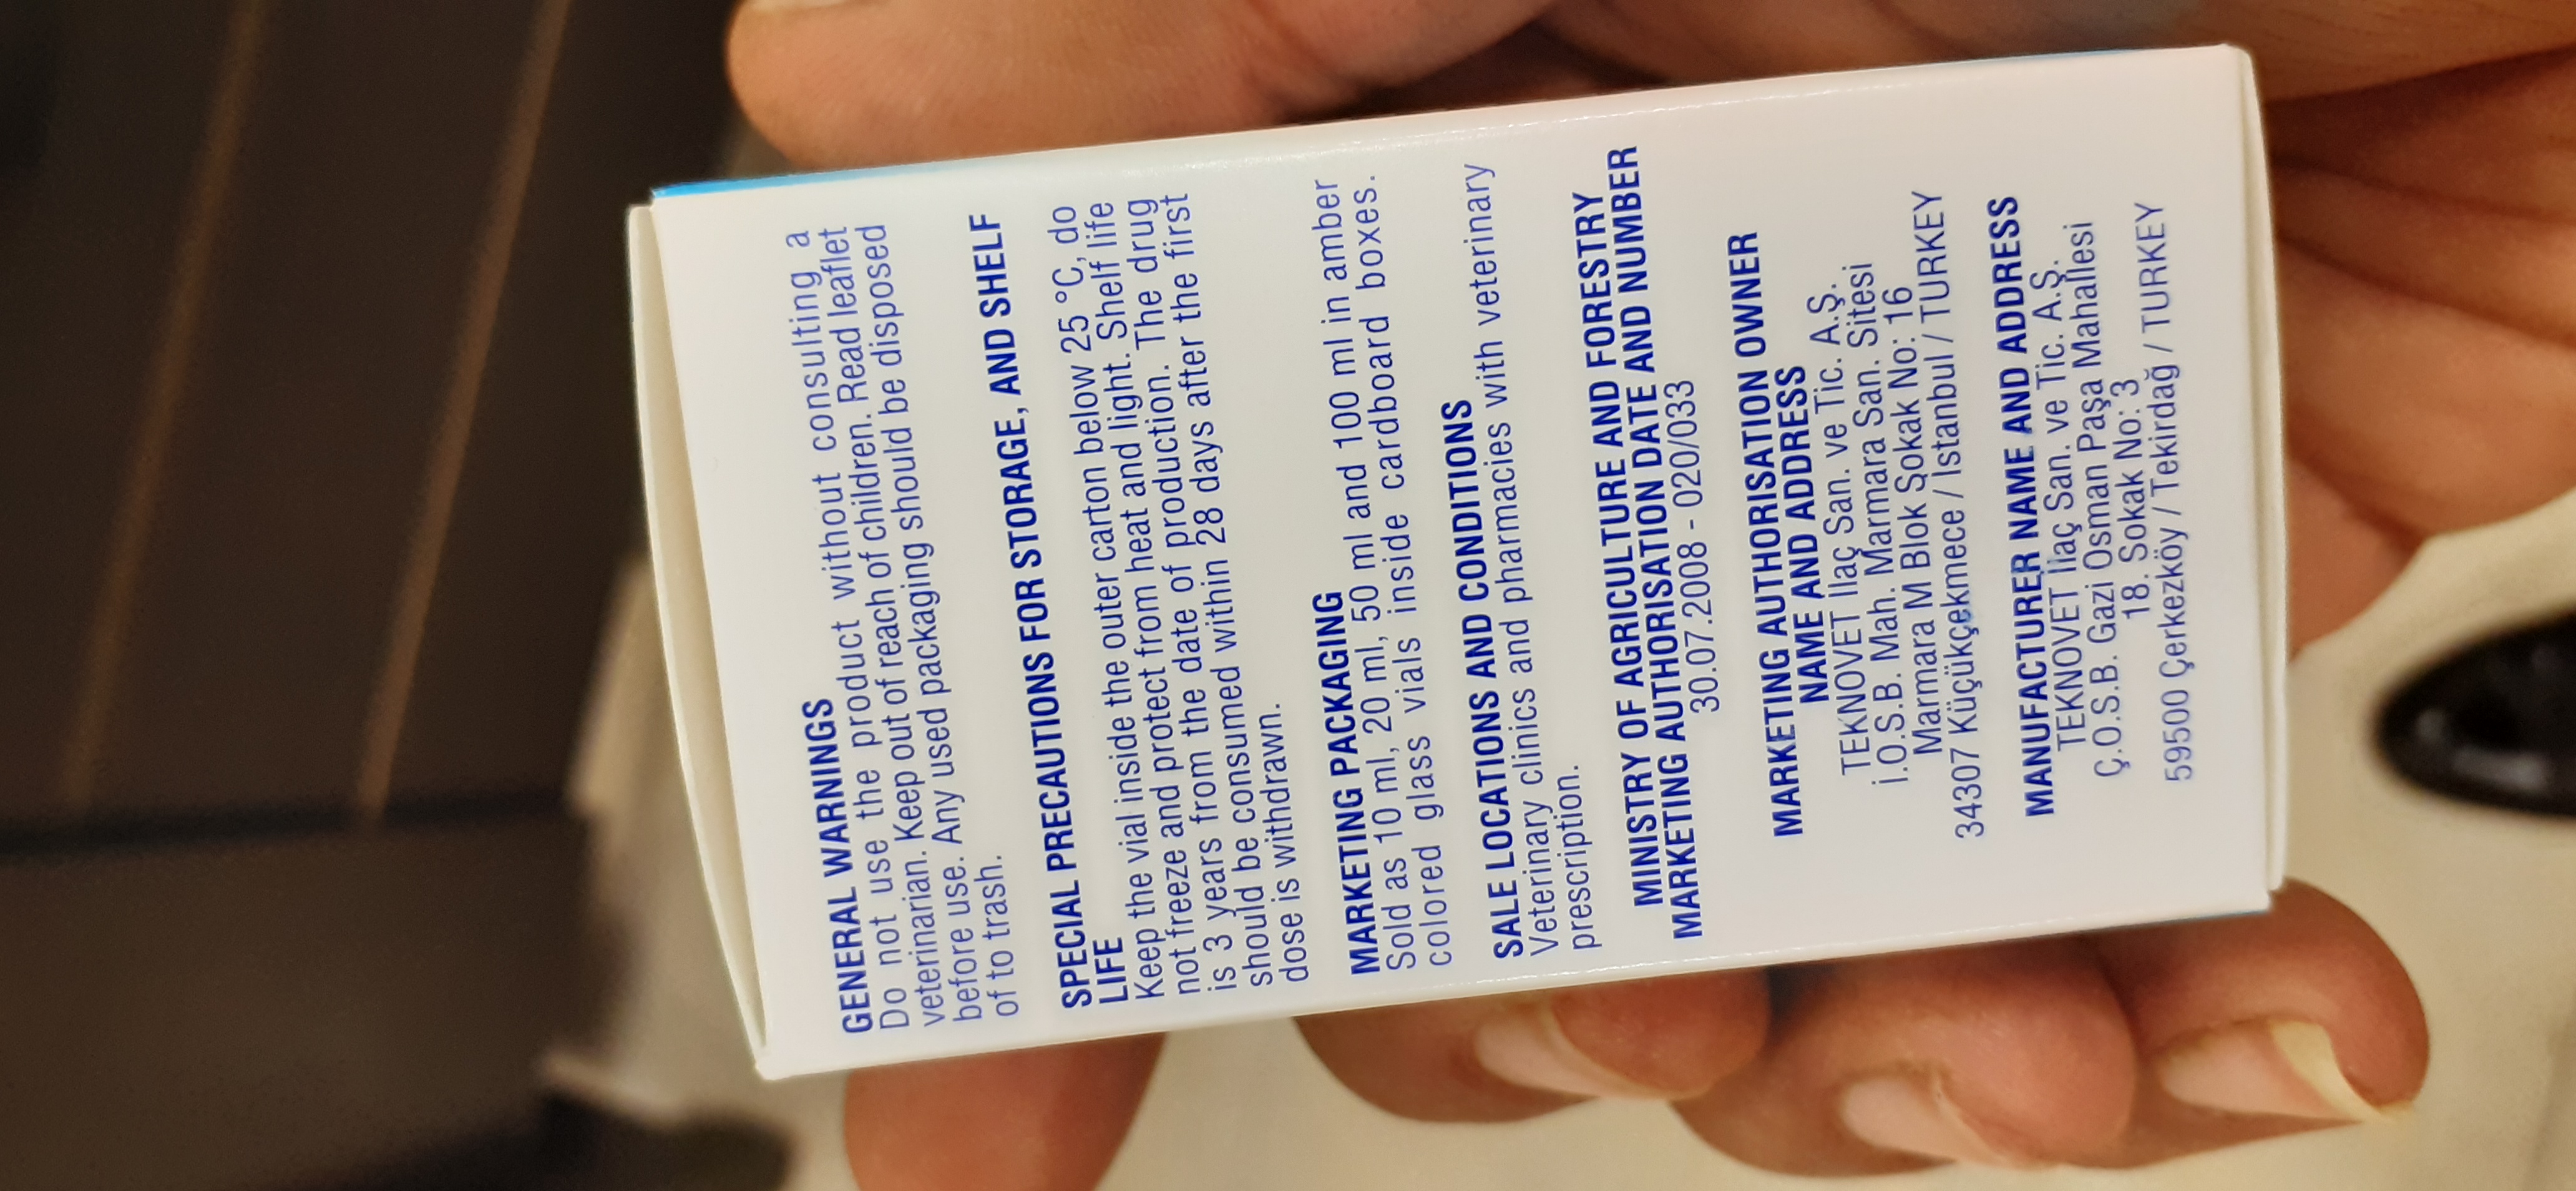 GENERAL WARNINGS
Do not use the product without consulting a
veterinarian. Keep out of reach of children. Read leaflet
before use. Any used packaging should be disposed
of to trash.
SPECIAL PRECAUTIONS FOR STORAGE, AND SHELF
LIFE
Keep the vial inside the outer carton below 25 °C, do
not freeze and protect from heat and light. Shelf life
is 3 years from the date of production. The drug
should be consumed within 28 days after the first
dose is withdrawn.
MARKETING PACKAGING
Sold as 10 ml, 20 ml, 50 ml and 100 ml in amber
colored glass vials inside cardboard boxes.
SALE LOCATIONS AND CONDITIONS
Veterinary clinics and pharmacies with veterinary
prescription.
MINISTRY OF AGRICULTURE AND FORESTRY
MARKETING AUTHORISATION DATE AND NUMBER
30.07.2008 - 020/033
MARKETING AUTHORISATION OWNER
NAME AND ADDRESS
TEKNOVET İlaç San. ve Tic. A.Ş.
İ.O.S.B. Mah. Marmara San. Sitesi
Marmara M Blok Sokak No: 16
34307 Küçükçekmece / İstanbul / TURKEY
MANUFACTURER NAME AND ADDRESS
TEKNOVET İlaç San. ve Tic. A.Ş.
Ç.O.S.B. Gazi Osman Paşa Mahallesi
18. Sokak No: 3
59500 Çerkezköy / Tekirdağ / TURKEY